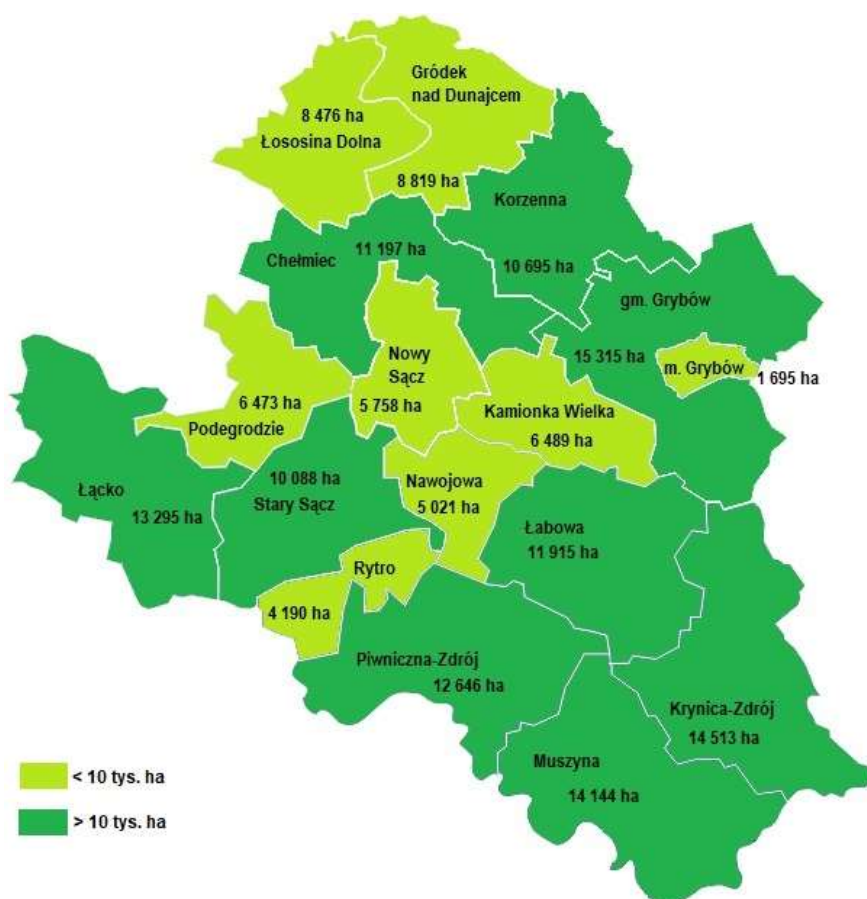 Gródek
nad Dunajcem
8 476 ha
Łososina Dolna
8 819 ha
Korzenna
11 197 ha
Chełmiec
10 695 ha
gm. Grybów
Nowy
Sącz
15 315 ha
m. Grybów
1 695 ha
6 473 ha
5 758 ha
Kamionka Wielka
Podegrodzie
6 489 ha
10 088 ha
Nawojowa
Łącko
Stary Sącz
5 021 ha
13 295 ha
Łabowa
11 915 ha
Rytro
4 190 ha
Piwniczna-Zdrój
12 646 ha
Krynica-Zdrój
14 513 ha
Muszyna
14 144 ha
< 10 tys. ha
> 10 tys. ha